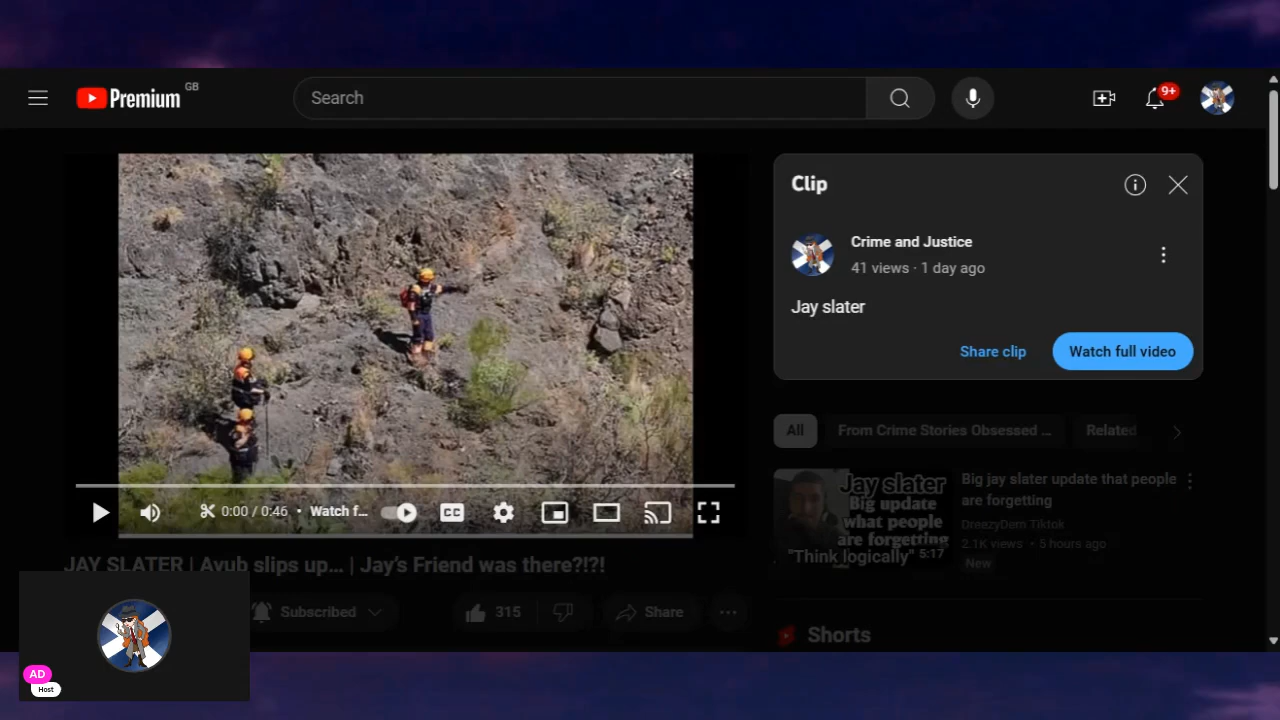 Premium GB
Search
9+
Clip
Crime and Justice
41 views · 1 day ago
Jay slater
Share clip
Watch full video
0:00 / 0:46 • Watch f...
CC
All
From Crime Stories Obsessed ...
Related
Jay slater
Big update
what people
are forgetting
"Think logically"
5:17
Big jay slater update that people
are forgetting
DreezyDern Tiktok
2.1K views • 5 hours ago
New
JAY SLATER | Ayub slips up... | Jay's Friend was there?!?!
Subscribed
315
Share
Shorts
AD
Host